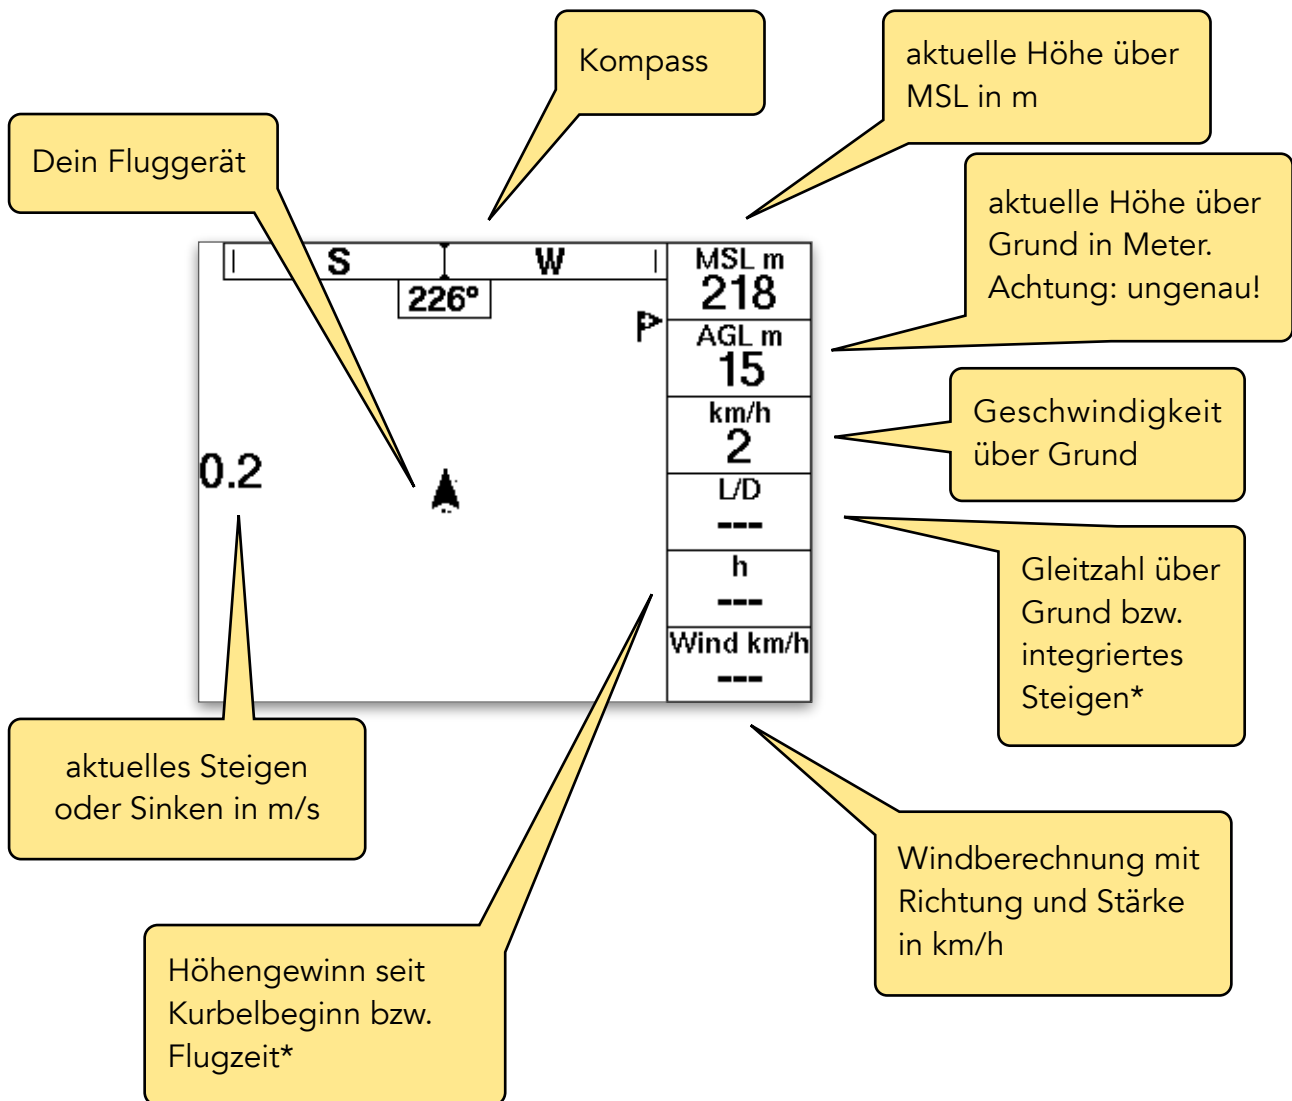 Kompass
aktuelle Höhe über
MSL in m
Dein Fluggerät
aktuelle Höhe über
Grund in Meter.
Achtung: ungenau!
S W
226°
MSL m
218
AGL m
15
km/h
2
L/D
---
h
---
Wind km/h
---
0.2
Geschwindigkeit
über Grund
Gleitzahl über
Grund bzw.
integriertes
Steigen*
aktuelles Steigen
oder Sinken in m/s
Windberechnung mit
Richtung und Stärke
in km/h
Höhengewinn seit
Kurbelbeginn bzw.
Flugzeit*